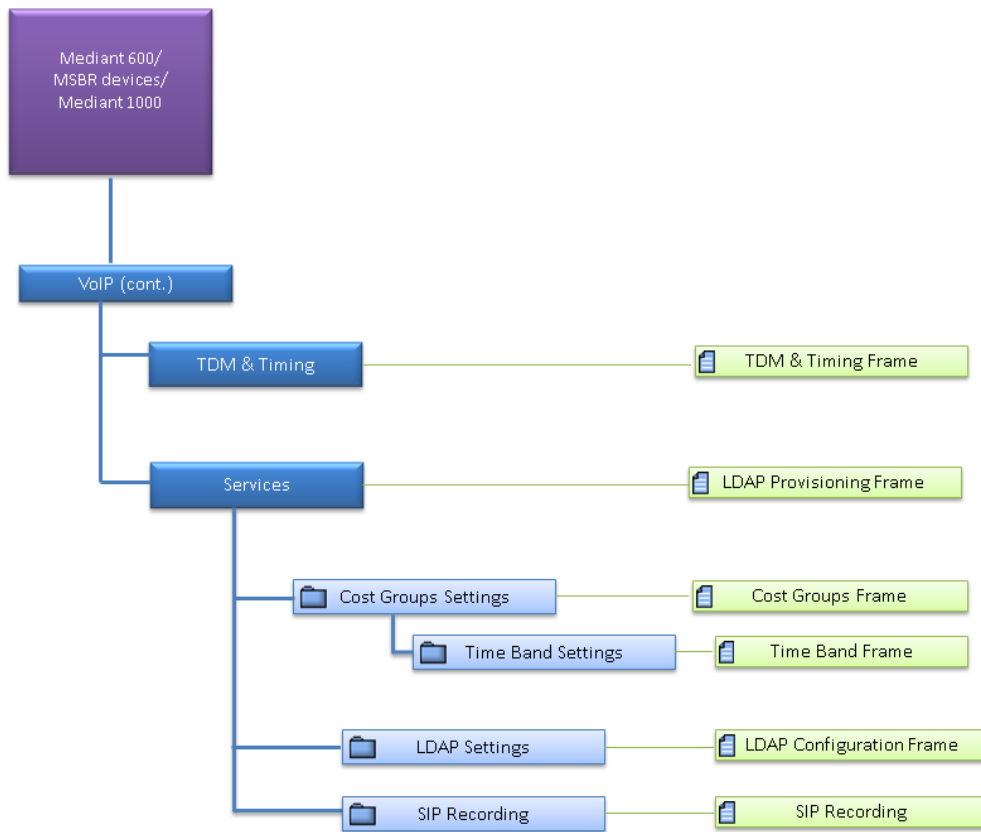 Mediant 600/
MSBR devices/
Mediant 1000
VoIP (cont.)
TDM & Timing
TDM & Timing Frame
Services
LDAP Provisioning Frame
Cost Groups Settings
Cost Groups Frame
Time Band Settings
Time Band Frame
LDAP Settings
LDAP Configuration Frame
SIP Recording
SIP Recording